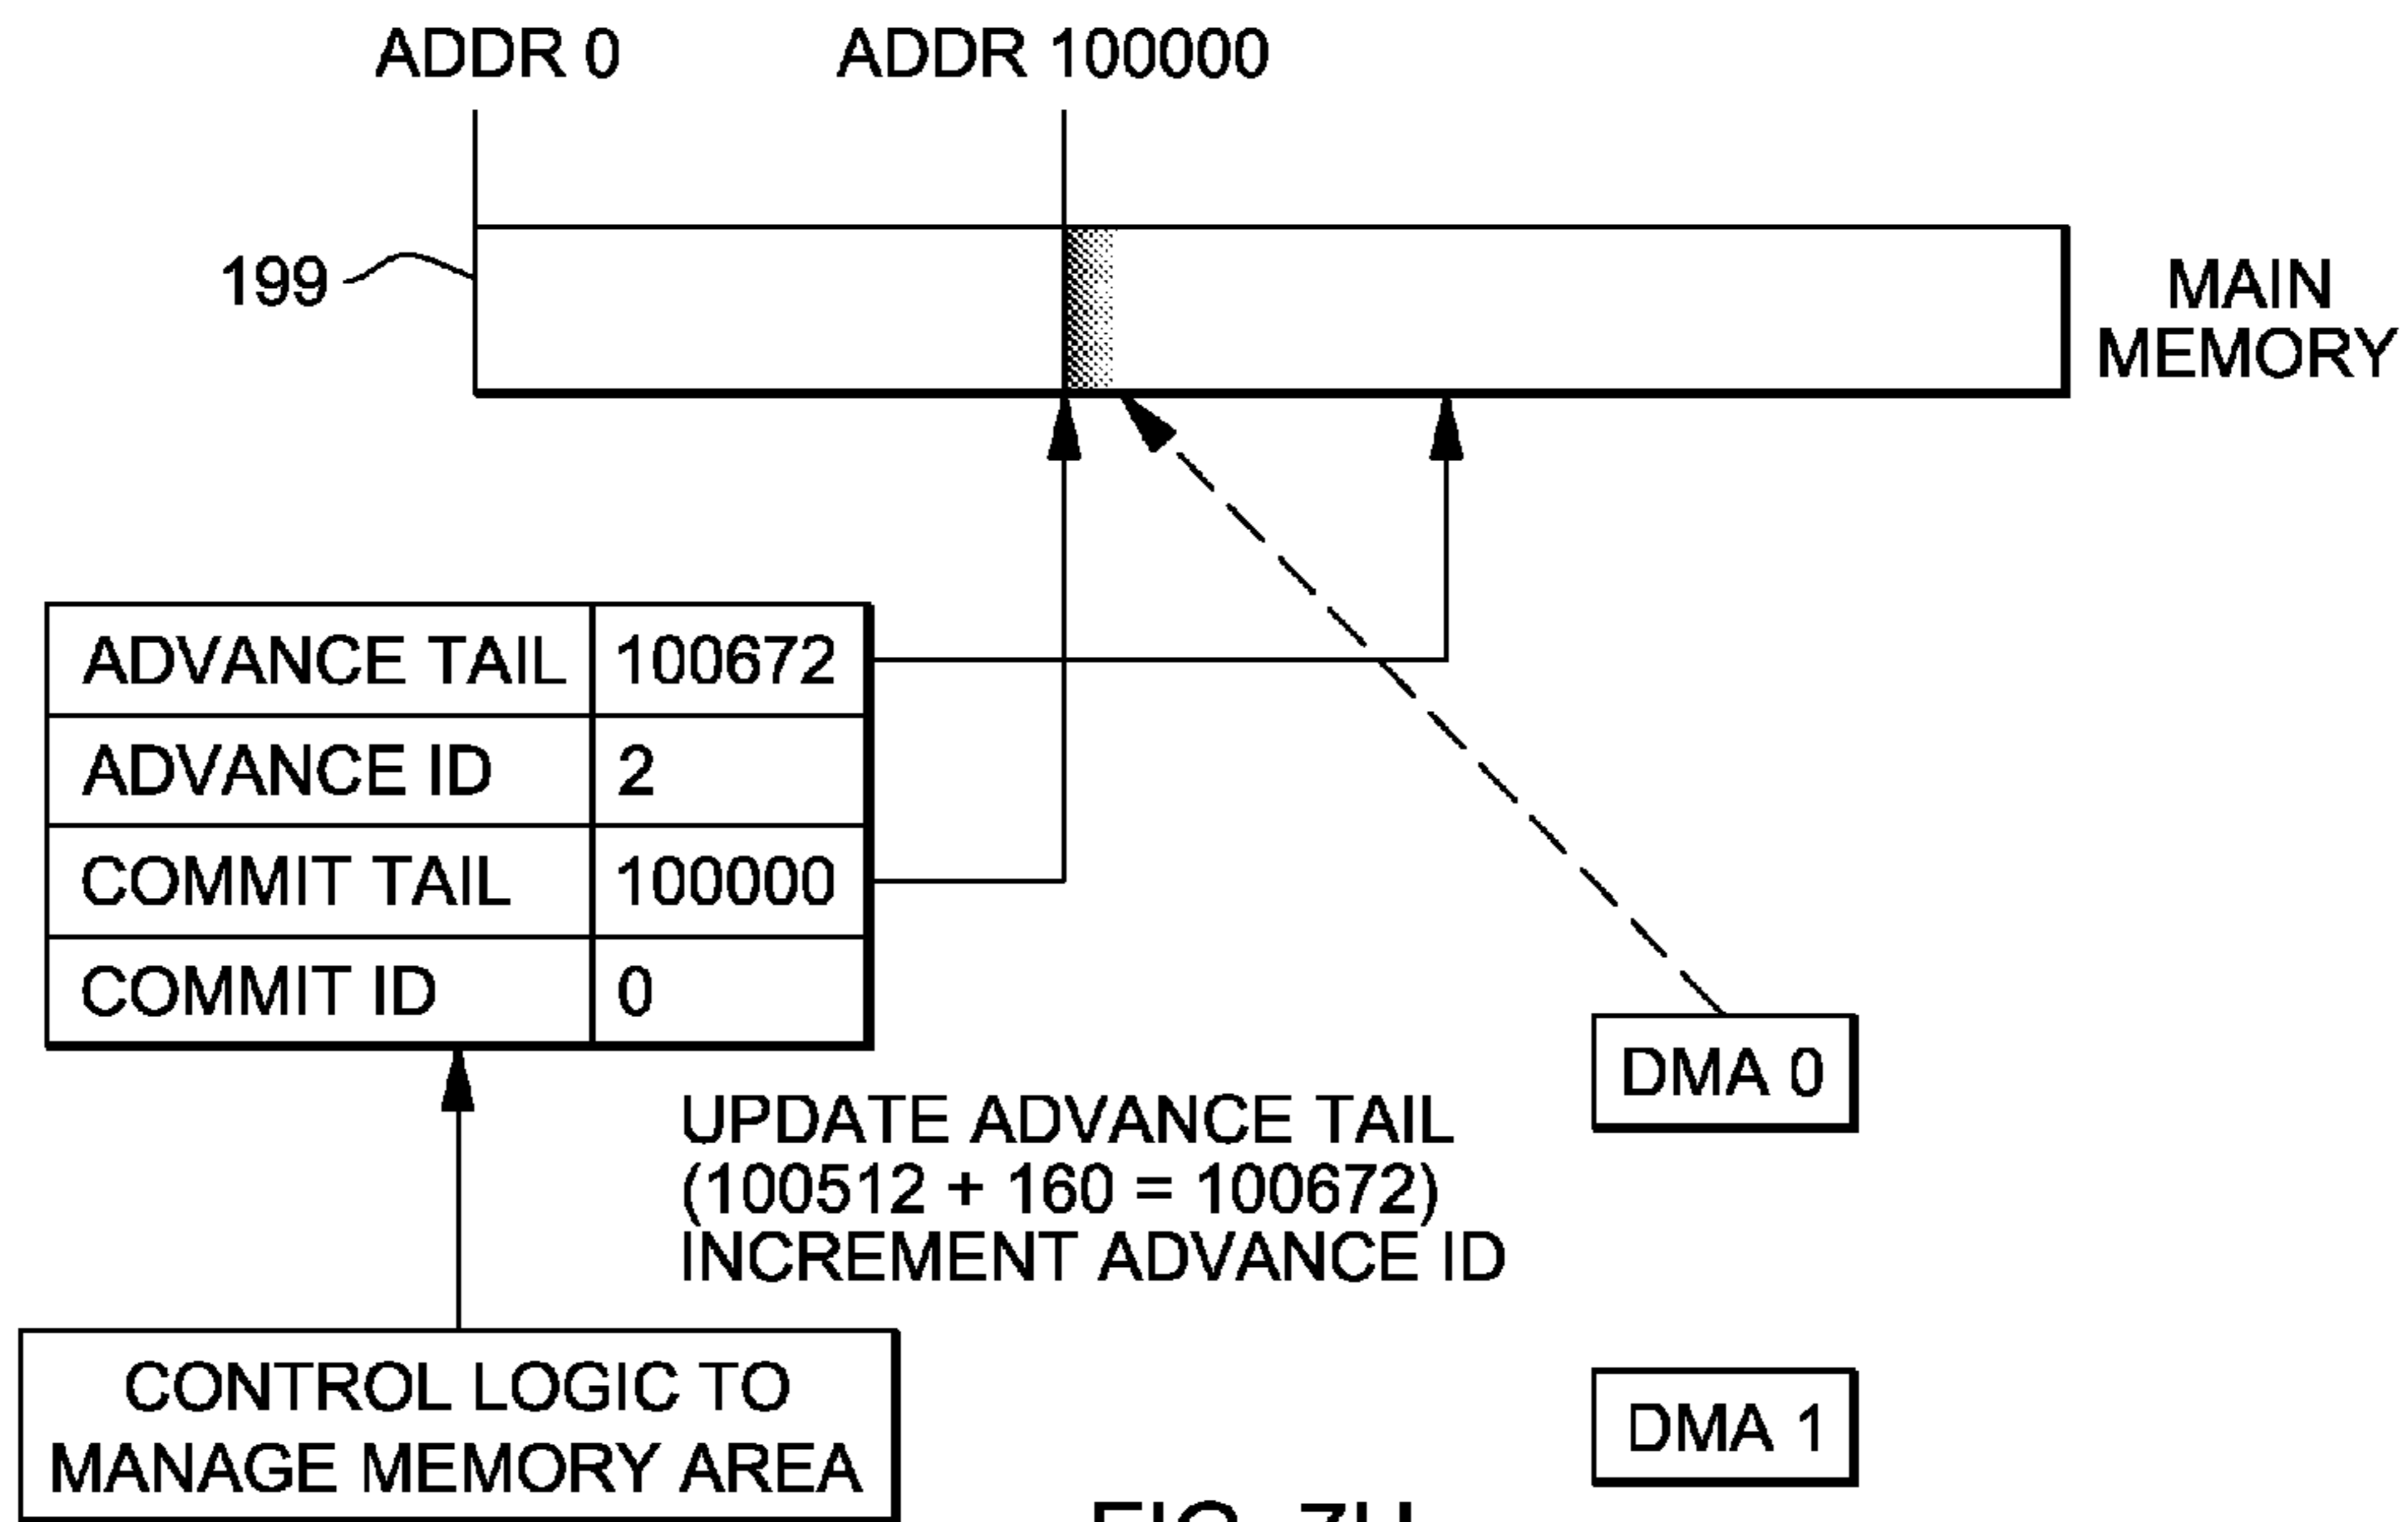 ADDR 0
ADDR 100000
199
MAIN
MEMORY
ADVANCE TAIL 100672
ADVANCE ID 2
COMMIT TAIL 100000
COMMIT ID 0
DMA 0
UPDATE ADVANCE TAIL
(100512 + 160 = 100672)
INCREMENT ADVANCE ID
CONTROL LOGIC TO
MANAGE MEMORY AREA
DMA 1